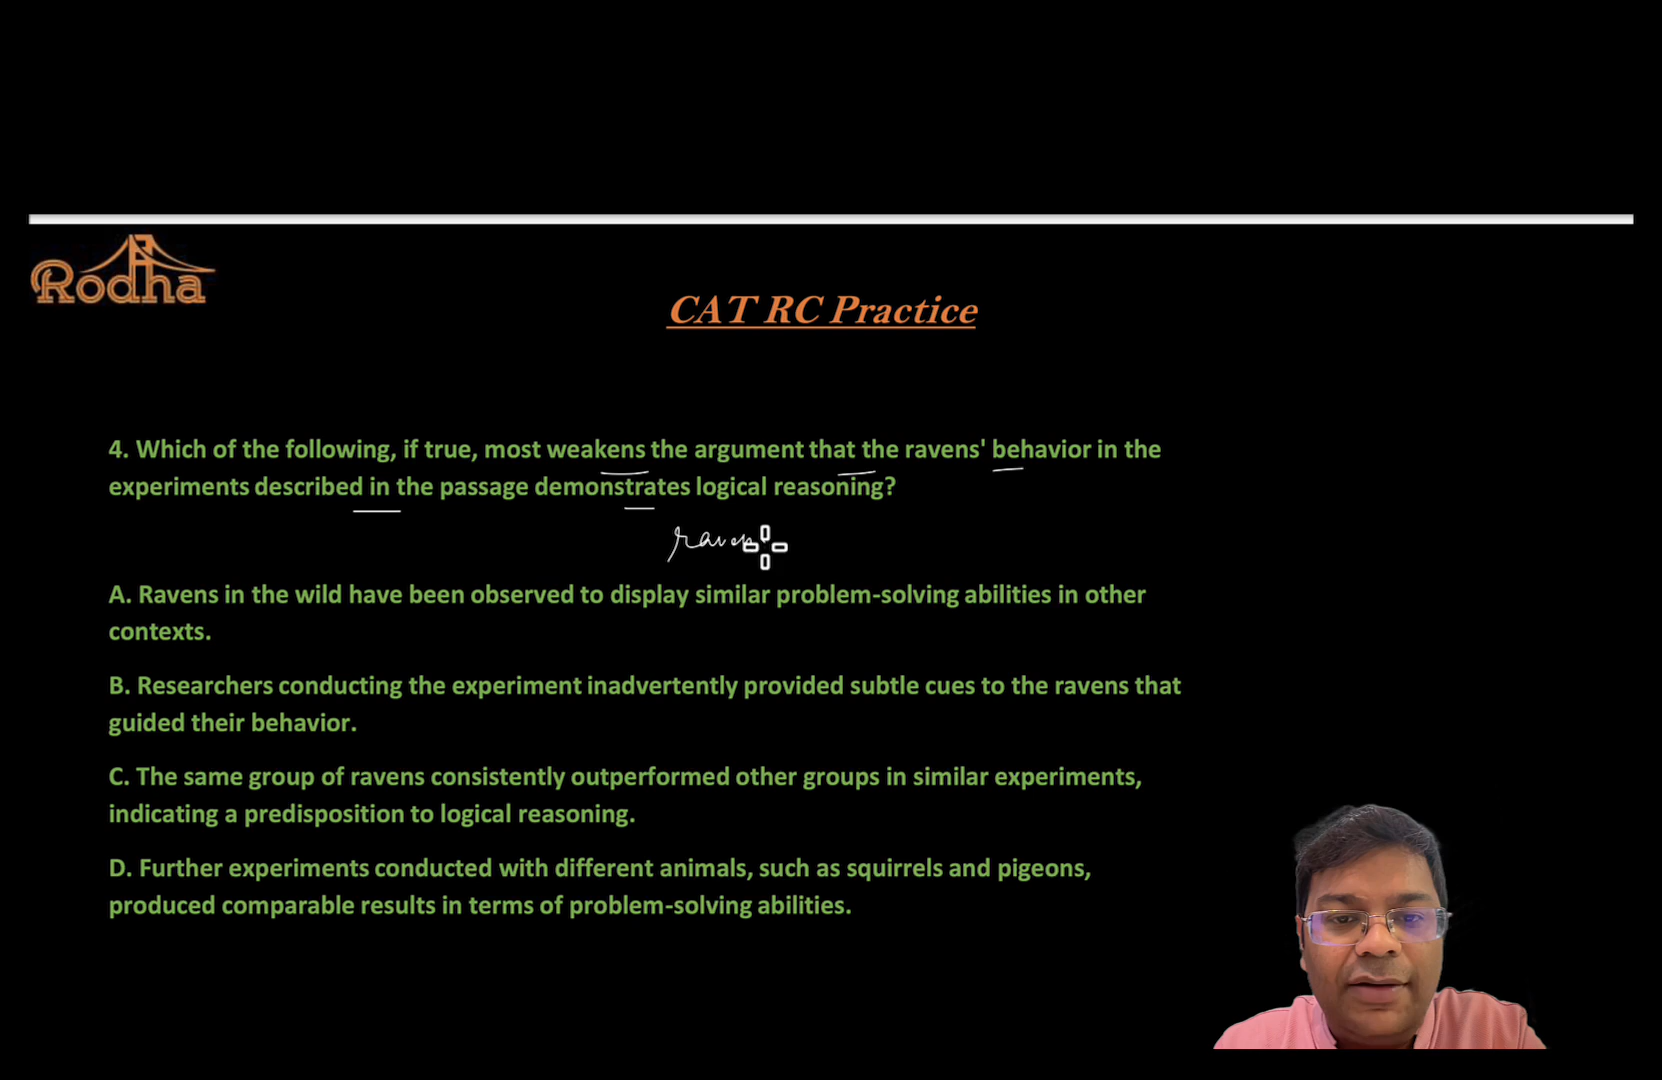 Rodha
CAT RC Practice
4. Which of the following, if true, most weakens the argument that the ravens' behavior in the
experiments described in the passage demonstrates logical reasoning?
raven
A. Ravens in the wild have been observed to display similar problem-solving abilities in other
contexts.
B. Researchers conducting the experiment inadvertently provided subtle cues to the ravens that
guided their behavior.
C. The same group of ravens consistently outperformed other groups in similar experiments,
indicating a predisposition to logical reasoning.
D. Further experiments conducted with different animals, such as squirrels and pigeons,
produced comparable results in terms of problem-solving abilities.